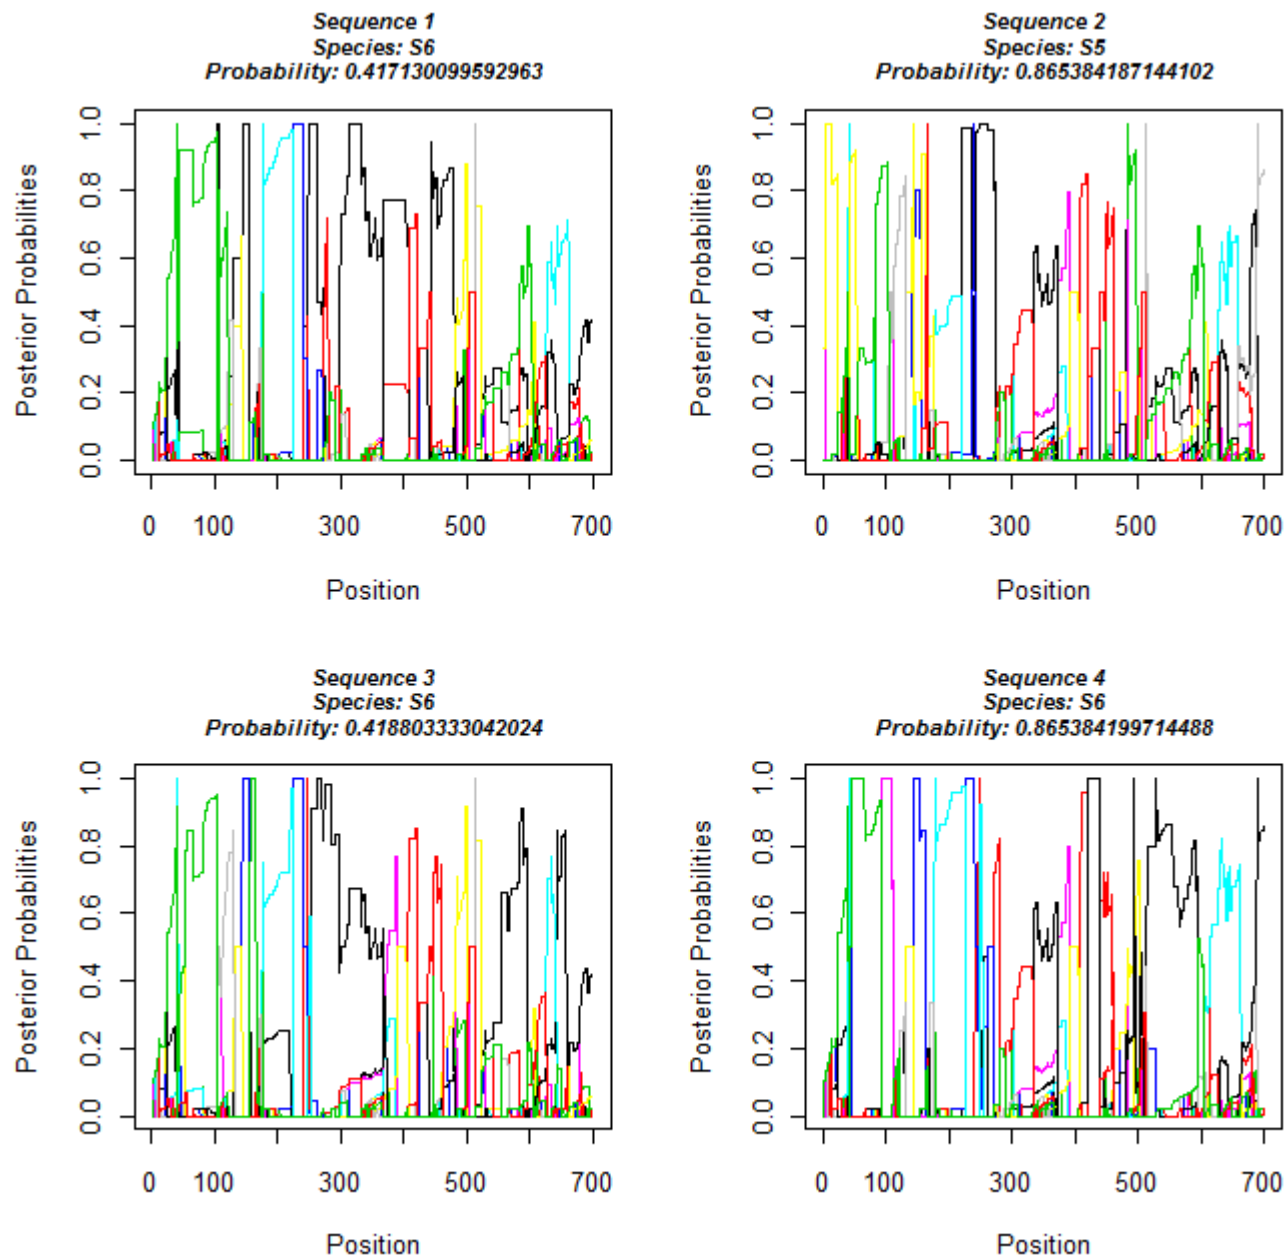 Sequence 1
Species: S6
Probability: 0.417130099592963
Posterior Probabilities
0.0 0.2 0.4 0.6 0.8 1.0
0 100 300 500 700
Position
Sequence 2
Species: S5
Probability: 0.865384187144102
Posterior Probabilities
0.0 0.2 0.4 0.6 0.8 1.0
0 100 300 500 700
Position
Sequence 3
Species: S6
Probability: 0.418803333042024
Posterior Probabilities
0.0 0.2 0.4 0.6 0.8 1.0
0 100 300 500 700
Position
Sequence 4
Species: S6
Probability: 0.865384199714488
Posterior Probabilities
0.0 0.2 0.4 0.6 0.8 1.0
0 100 300 500 700
Position